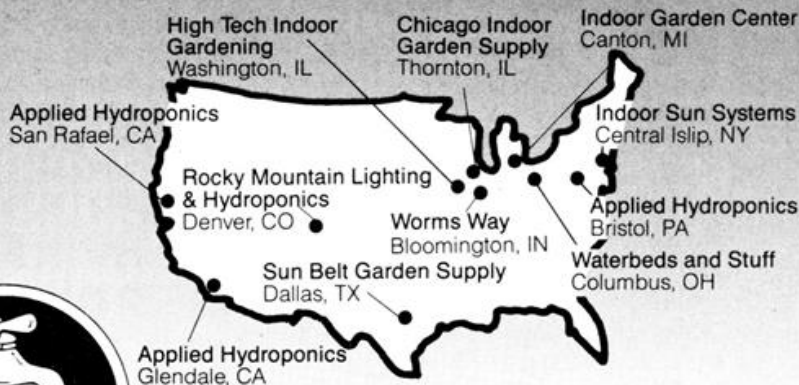 High Tech Indoor
Gardening
Washington, IL
Chicago Indoor
Garden Supply
Thornton, IL
Indoor Garden Center
Canton, MI
Applied Hydroponics
San Rafael, CA
Indoor Sun Systems
Central Islip, NY
Rocky Mountain Lighting
& Hydroponics
Denver, CO
Worms Way
Bloomington, IN
Applied Hydroponics
Bristol, PA
Waterbeds and Stuff
Columbus, OH
Sun Belt Garden Supply
Dallas, TX
Applied Hydroponics
Glendale, CA